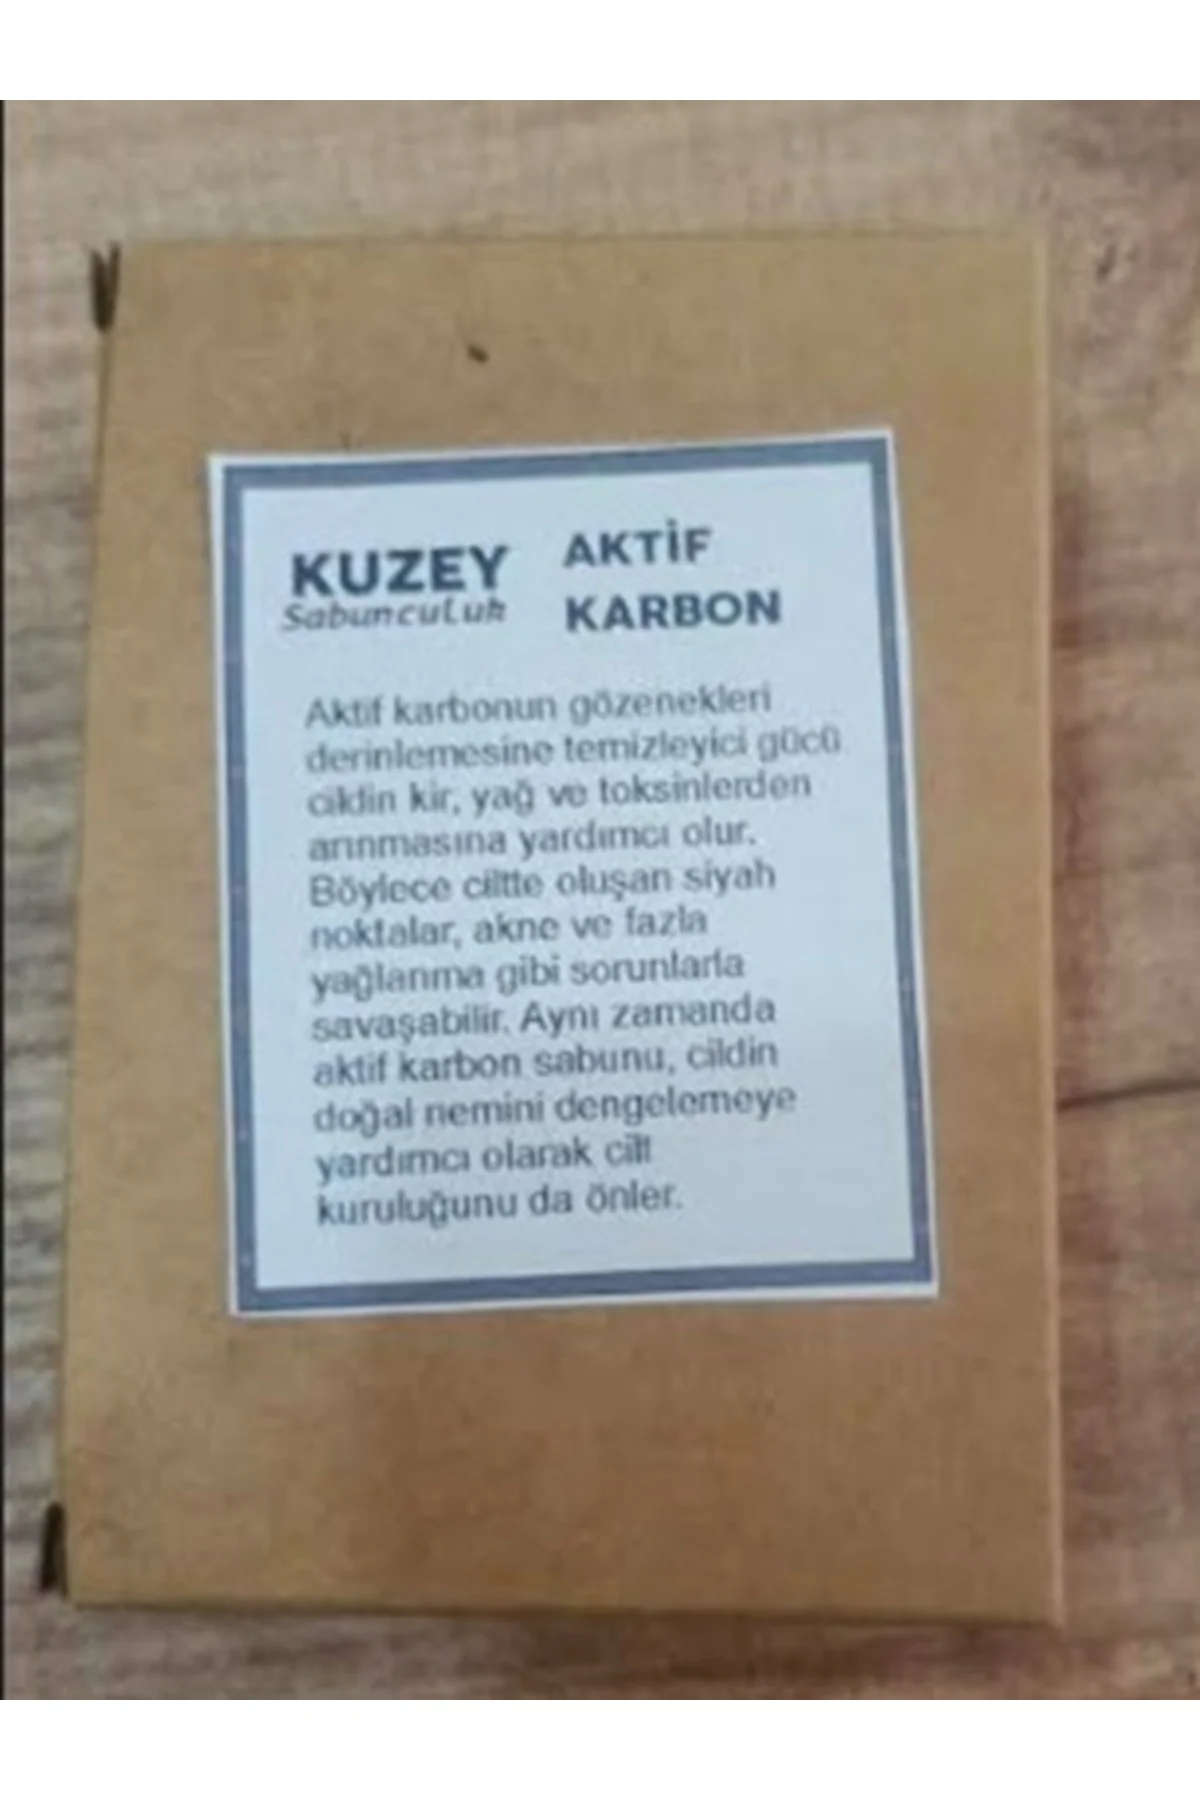 KUZEY
Sabunculuk
AKTİF
KARBON
Aktif karbonun gözenekleri
derinlemesine temizleyici gücü
cildin kir, yağ ve toksinlerden
arınmasına yardımcı olur.
Böylece ciltte oluşan siyah
noktalar, akne ve fazla
yağlanma gibi sorunlarla
savaşabilir. Aynı zamanda
aktif karbon sabunu, cildin
doğal nemini dengelemeye
yardımcı olarak cilt
kuruluğunu da önler.